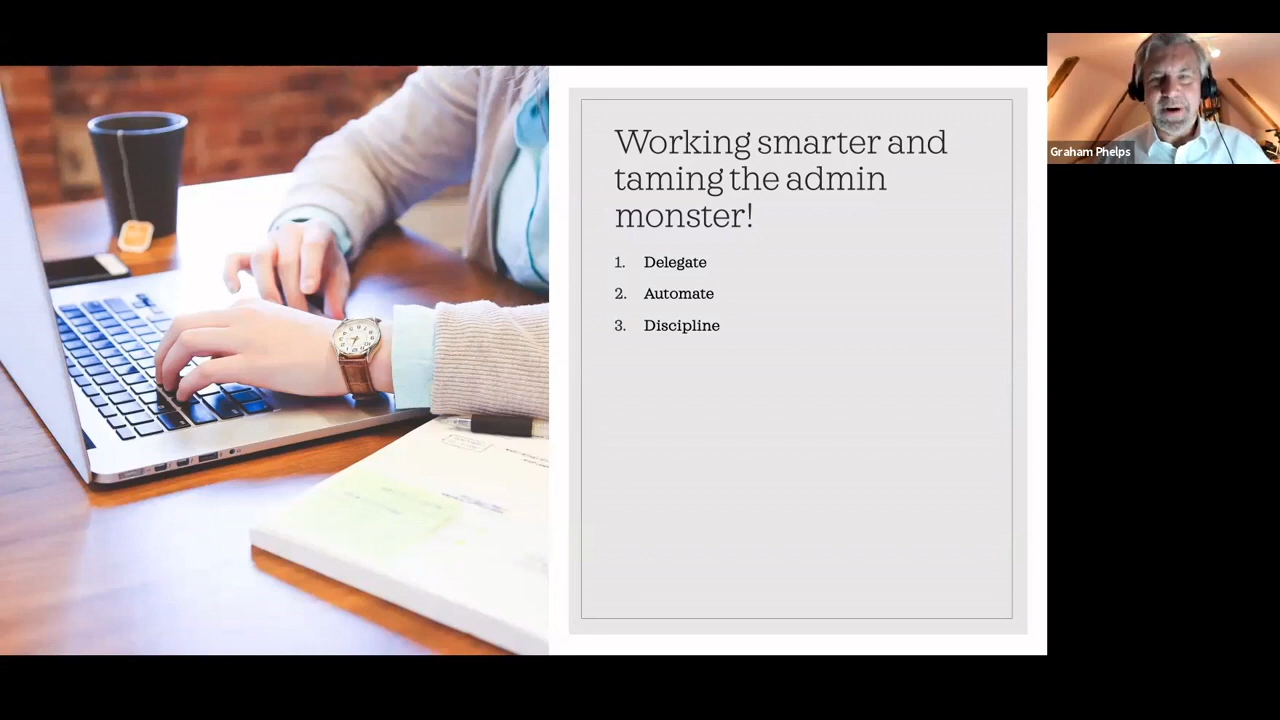 Working smarter and
taming the admin
monster!
1. Delegate
2. Automate
3. Discipline
Graham Phelps